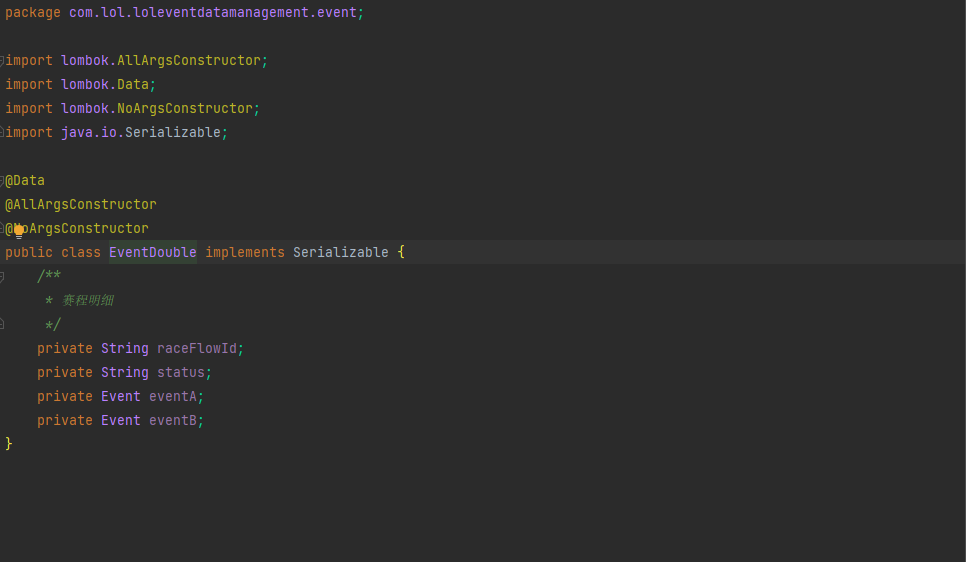 package com.lol.loleventdatamanagement.event;
import lombok.AllArgsConstructor;
import lombok.Data;
import lombok.NoArgsConstructor;
import java.io.Serializable;
@Data
@AllArgsConstructor
@NoArgsConstructor
public class EventDouble implements Serializable {
/**
* 赛程明细
*/
private String raceFlowId;
private String status;
private Event eventA;
private Event eventB;
}